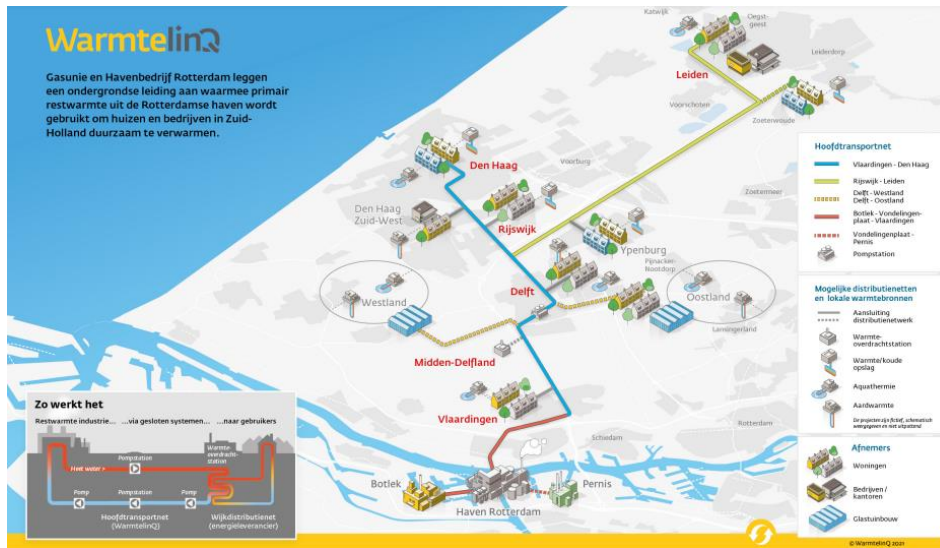 WarmtelinQ
Gasunie en Havenbedrijf Rotterdam leggen
een ondergrondse leiding aan waarmee primair
restwarmte uit de Rotterdamse haven wordt
gebruikt om huizen en bedrijven in Zuid-
Holland duurzaam te verwarmen.
Katwijk
Oegst-
geest
Leiderdorp
Leiden
Voorschoten
Zoeterwoude
Den Haag
Voorburg
Zoetermeer
Den Haag
Zuid-West
Rijswijk
Ypenburg
Pijnacker-
Nootdorp
Delft
Westland
Oostland
Lansingerland
Midden-Delfland
Vlaardingen
Schiedam
Rotterdam
Botlek
Haven Rotterdam
Pernis
Hoofdtransportnet
Vlaardingen - Den Haag
Rijswijk - Leiden
Delft - Westland
Delft - Oostland
Botlek - Vondelingen-
plaat - Vlaardingen
Vondelingenplaat -
Pernis
Pompstation
Mogelijke distributienetten
en lokale warmtebronnen
Aansluiting
distributienetwerk
Warmte-
overdrachtstation
Warmte/koude
opslag
Aquathermie
Aardwarmte
De projecten zijn fictief, schematisch
weergegeven en niet uitputtend
Afnemers
Woningen
Bedrijven /
kantoren
Glastuinbouw
Zo werkt het
Restwarmte industrie... ...via gesloten systemen... ...naar gebruikers
Warmte-
overdracht-
station
Pompstation
Heet water >
Pomp Pompstation Pomp
Hoofdtransportnet
(WarmtelinQ)
Wijkdistributienet
(energieleverancier)
© WarmtelinQ 2021